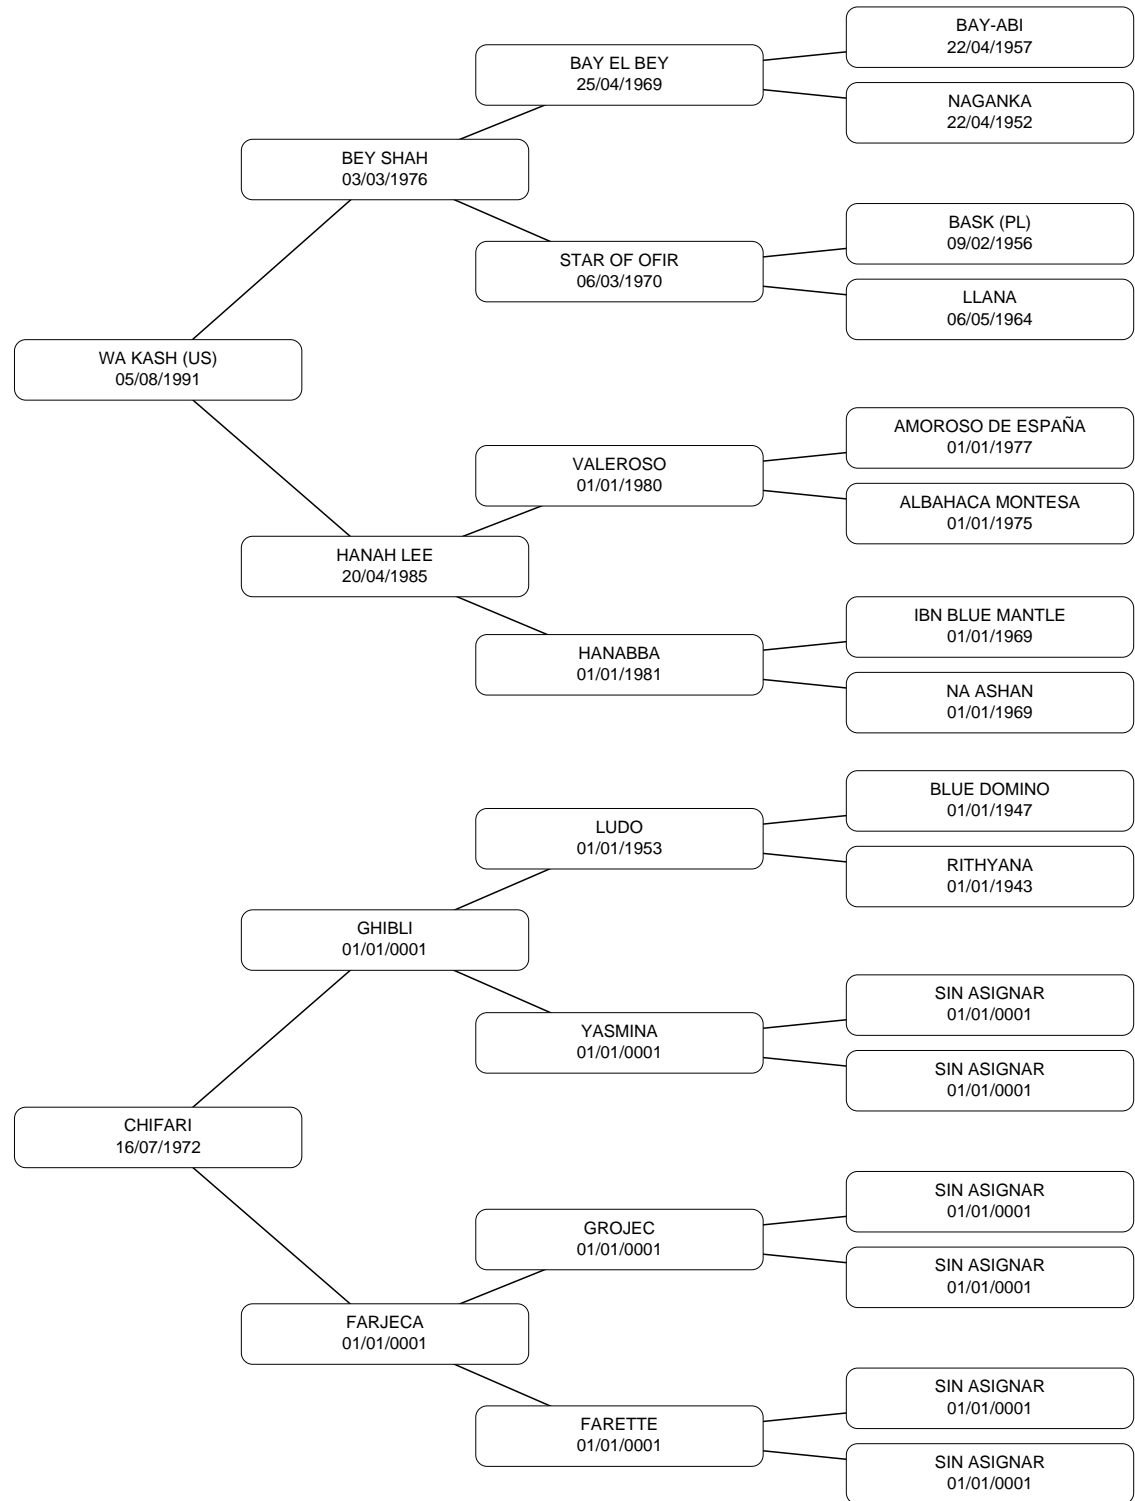 BAY-ABI
22/04/1957
BAY EL BEY
25/04/1969
NAGANKA
22/04/1952
BEY SHAH
03/03/1976
BASK (PL)
09/02/1956
STAR OF OFIR
06/03/1970
LLANA
06/05/1964
WA KASH (US)
05/08/1991
AMOROSO DE ESPAÑA
01/01/1977
VALEROSO
01/01/1980
ALBAHACA MONTESA
01/01/1975
HANAH LEE
20/04/1985
IBN BLUE MANTLE
01/01/1969
HANABBA
01/01/1981
NA ASHAN
01/01/1969
BLUE DOMINO
01/01/1947
LUDO
01/01/1953
RITHYANA
01/01/1943
GHIBLI
01/01/0001
SIN ASIGNAR
01/01/0001
YASMINA
01/01/0001
SIN ASIGNAR
01/01/0001
CHIFARI
16/07/1972
SIN ASIGNAR
01/01/0001
GROJEC
01/01/0001
SIN ASIGNAR
01/01/0001
FARJECA
01/01/0001
SIN ASIGNAR
01/01/0001
FARETTE
01/01/0001
SIN ASIGNAR
01/01/0001